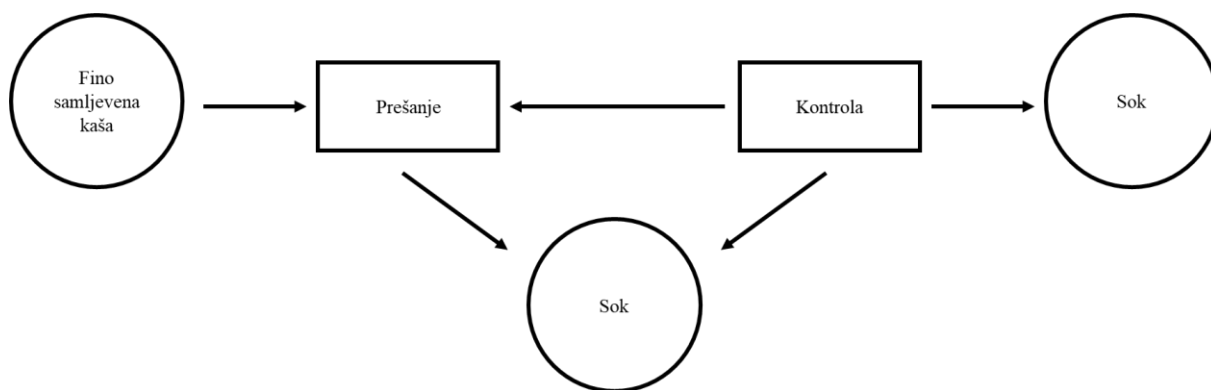 Fino
samljevena
kaša
Prešanje
Kontrola
Sok
Sok